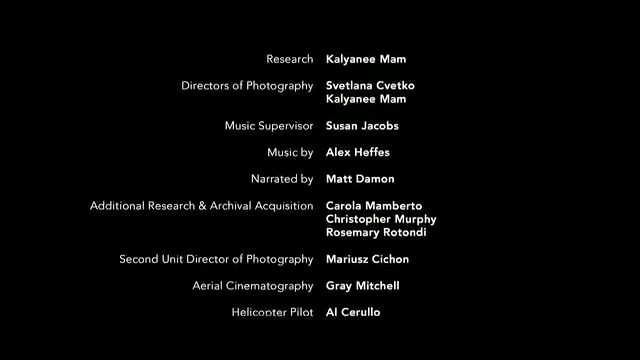 Research Kalyanee Mam
Directors of Photography Svetlana Cvetko
Kalyanee Mam
Music Supervisor Susan Jacobs
Music by Alex Heffes
Narrated by Matt Damon
Additional Research & Archival Acquisition Carola Mamberto
Christopher Murphy
Rosemary Rotondi
Second Unit Director of Photography Mariusz Cichon
Aerial Cinematography Gray Mitchell
Helicopter Pilot Al Cerullo